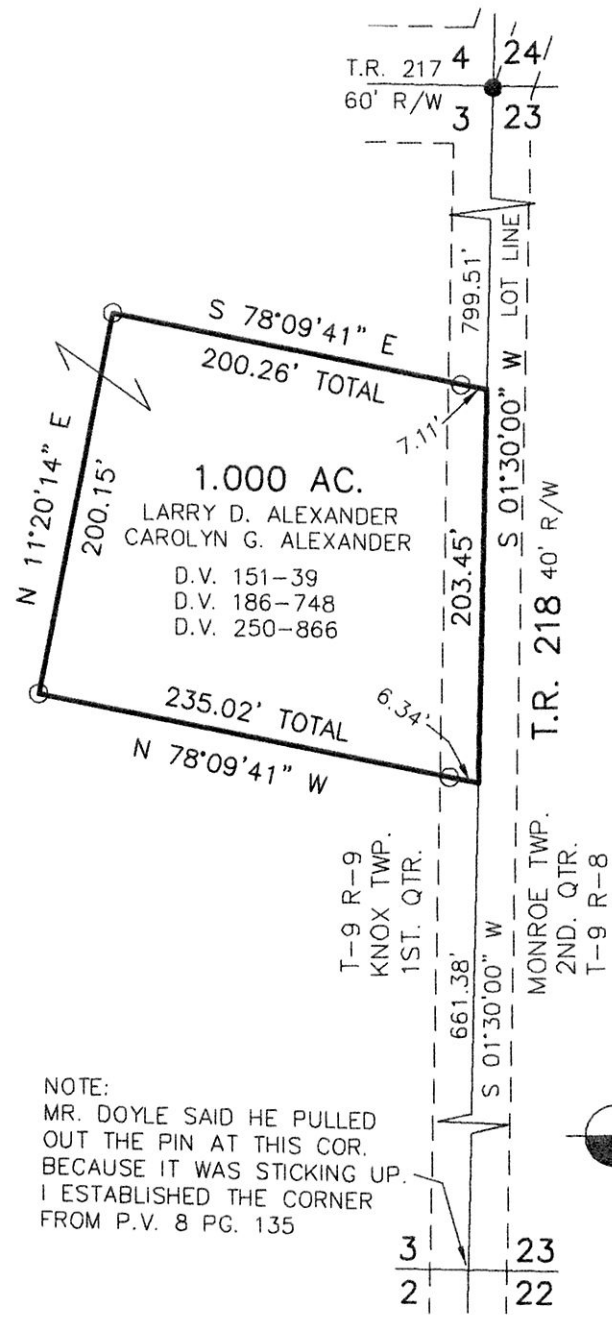 4 24
T.R. 217
60' R/W
3 23
799.51'
S 01°30'00" W LOT LINE
S 78°09'41" E
200.26' TOTAL
7.11'
N 11°20'14" E
200.15'
1.000 AC.
LARRY D. ALEXANDER
CAROLYN G. ALEXANDER
D.V. 151-39
D.V. 186-748
D.V. 250-866
203.45'
T.R. 218 40' R/W
6.34'
235.02' TOTAL
N 78°09'41" W
T-9 R-9
KNOX TWP.
1ST. QTR.
661.38'
S 01°30'00" W
MONROE TWP.
2ND. QTR.
T-9 R-8
NOTE:
MR. DOYLE SAID HE PULLED
OUT THE PIN AT THIS COR.
BECAUSE IT WAS STICKING UP.
I ESTABLISHED THE CORNER
FROM P.V. 8 PG. 135
3 23
2 22